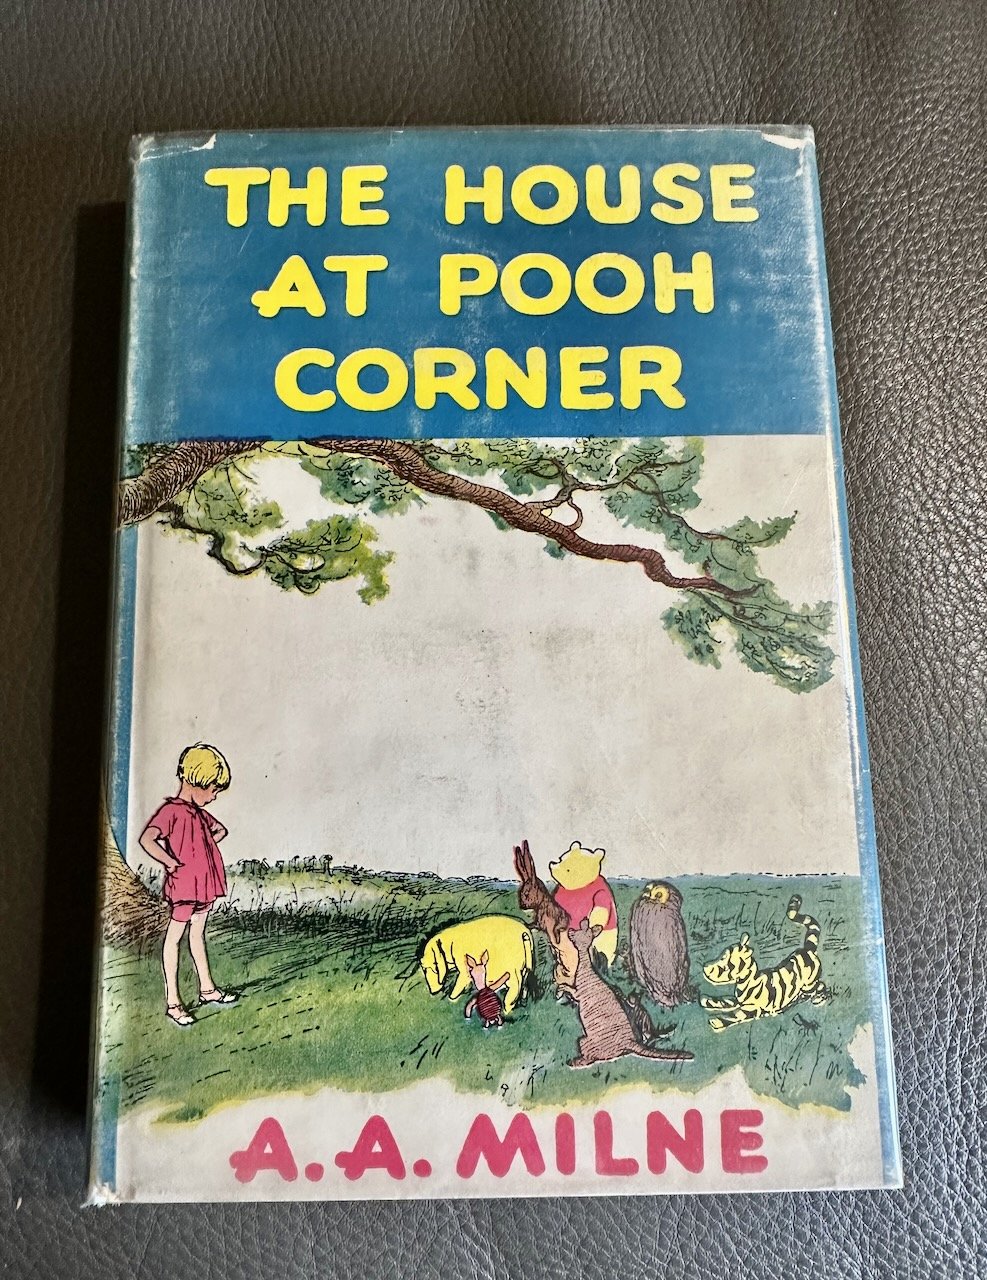 THE HOUSE
AT POOH
CORNER
A.A. MILNE